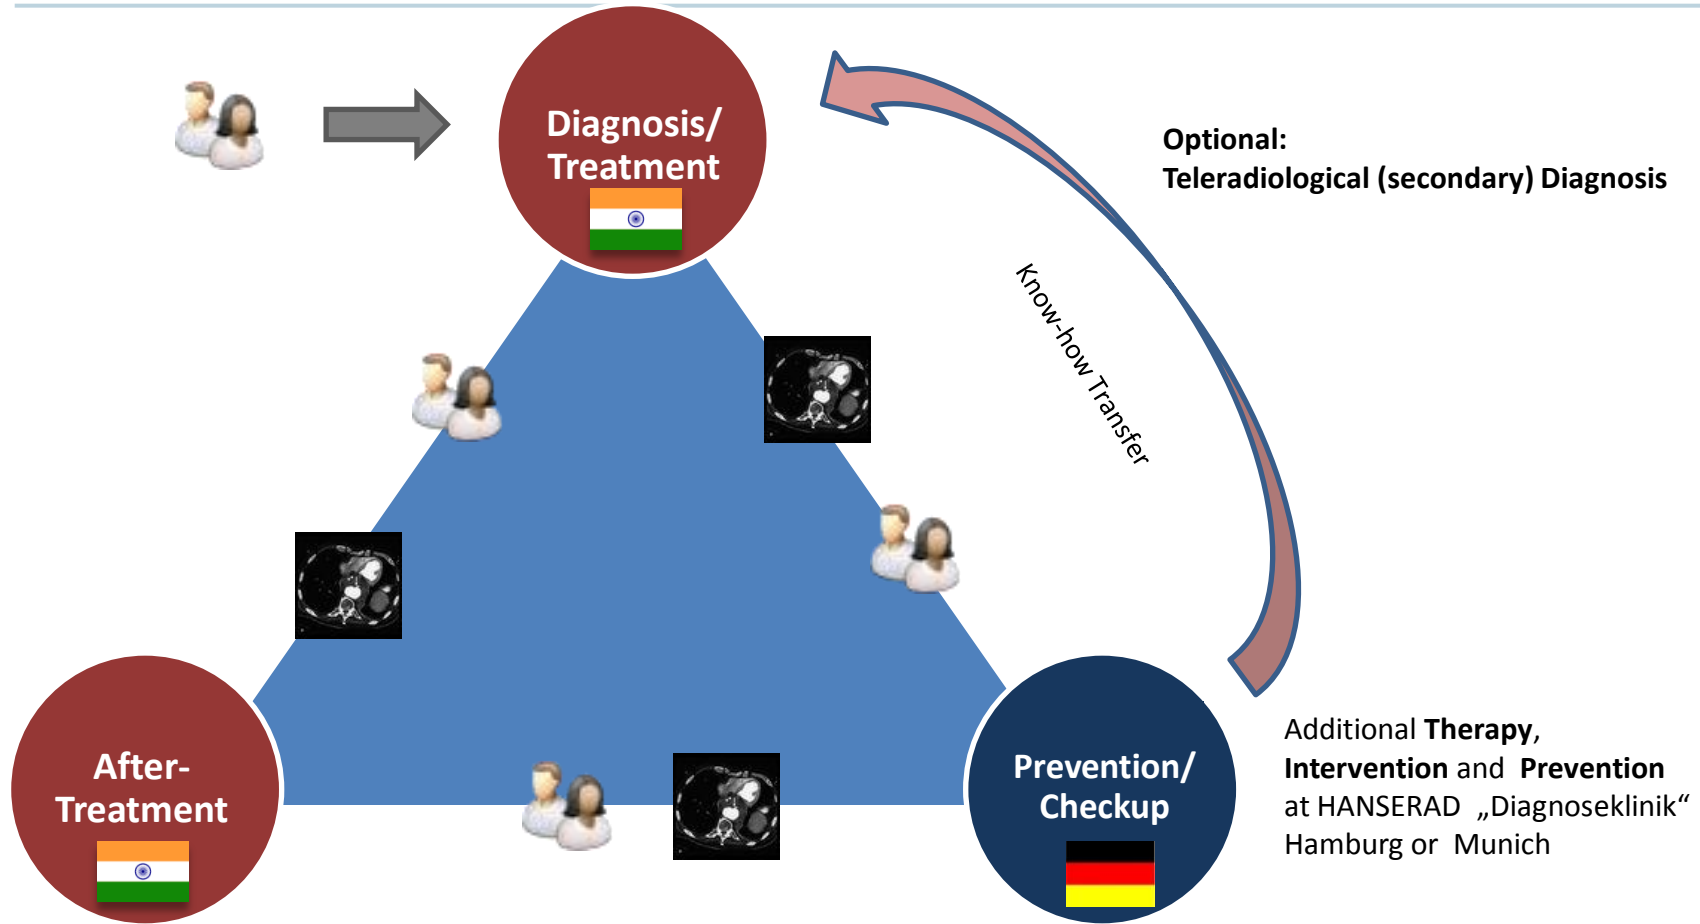 Diagnosis/
Treatment
Optional:
Teleradiological (secondary) Diagnosis
Know-how Transfer
After-
Treatment
Prevention/
Checkup
Additional Therapy,
Intervention and Prevention
at HANSERAD „Diagnoseklinik“
Hamburg or Munich